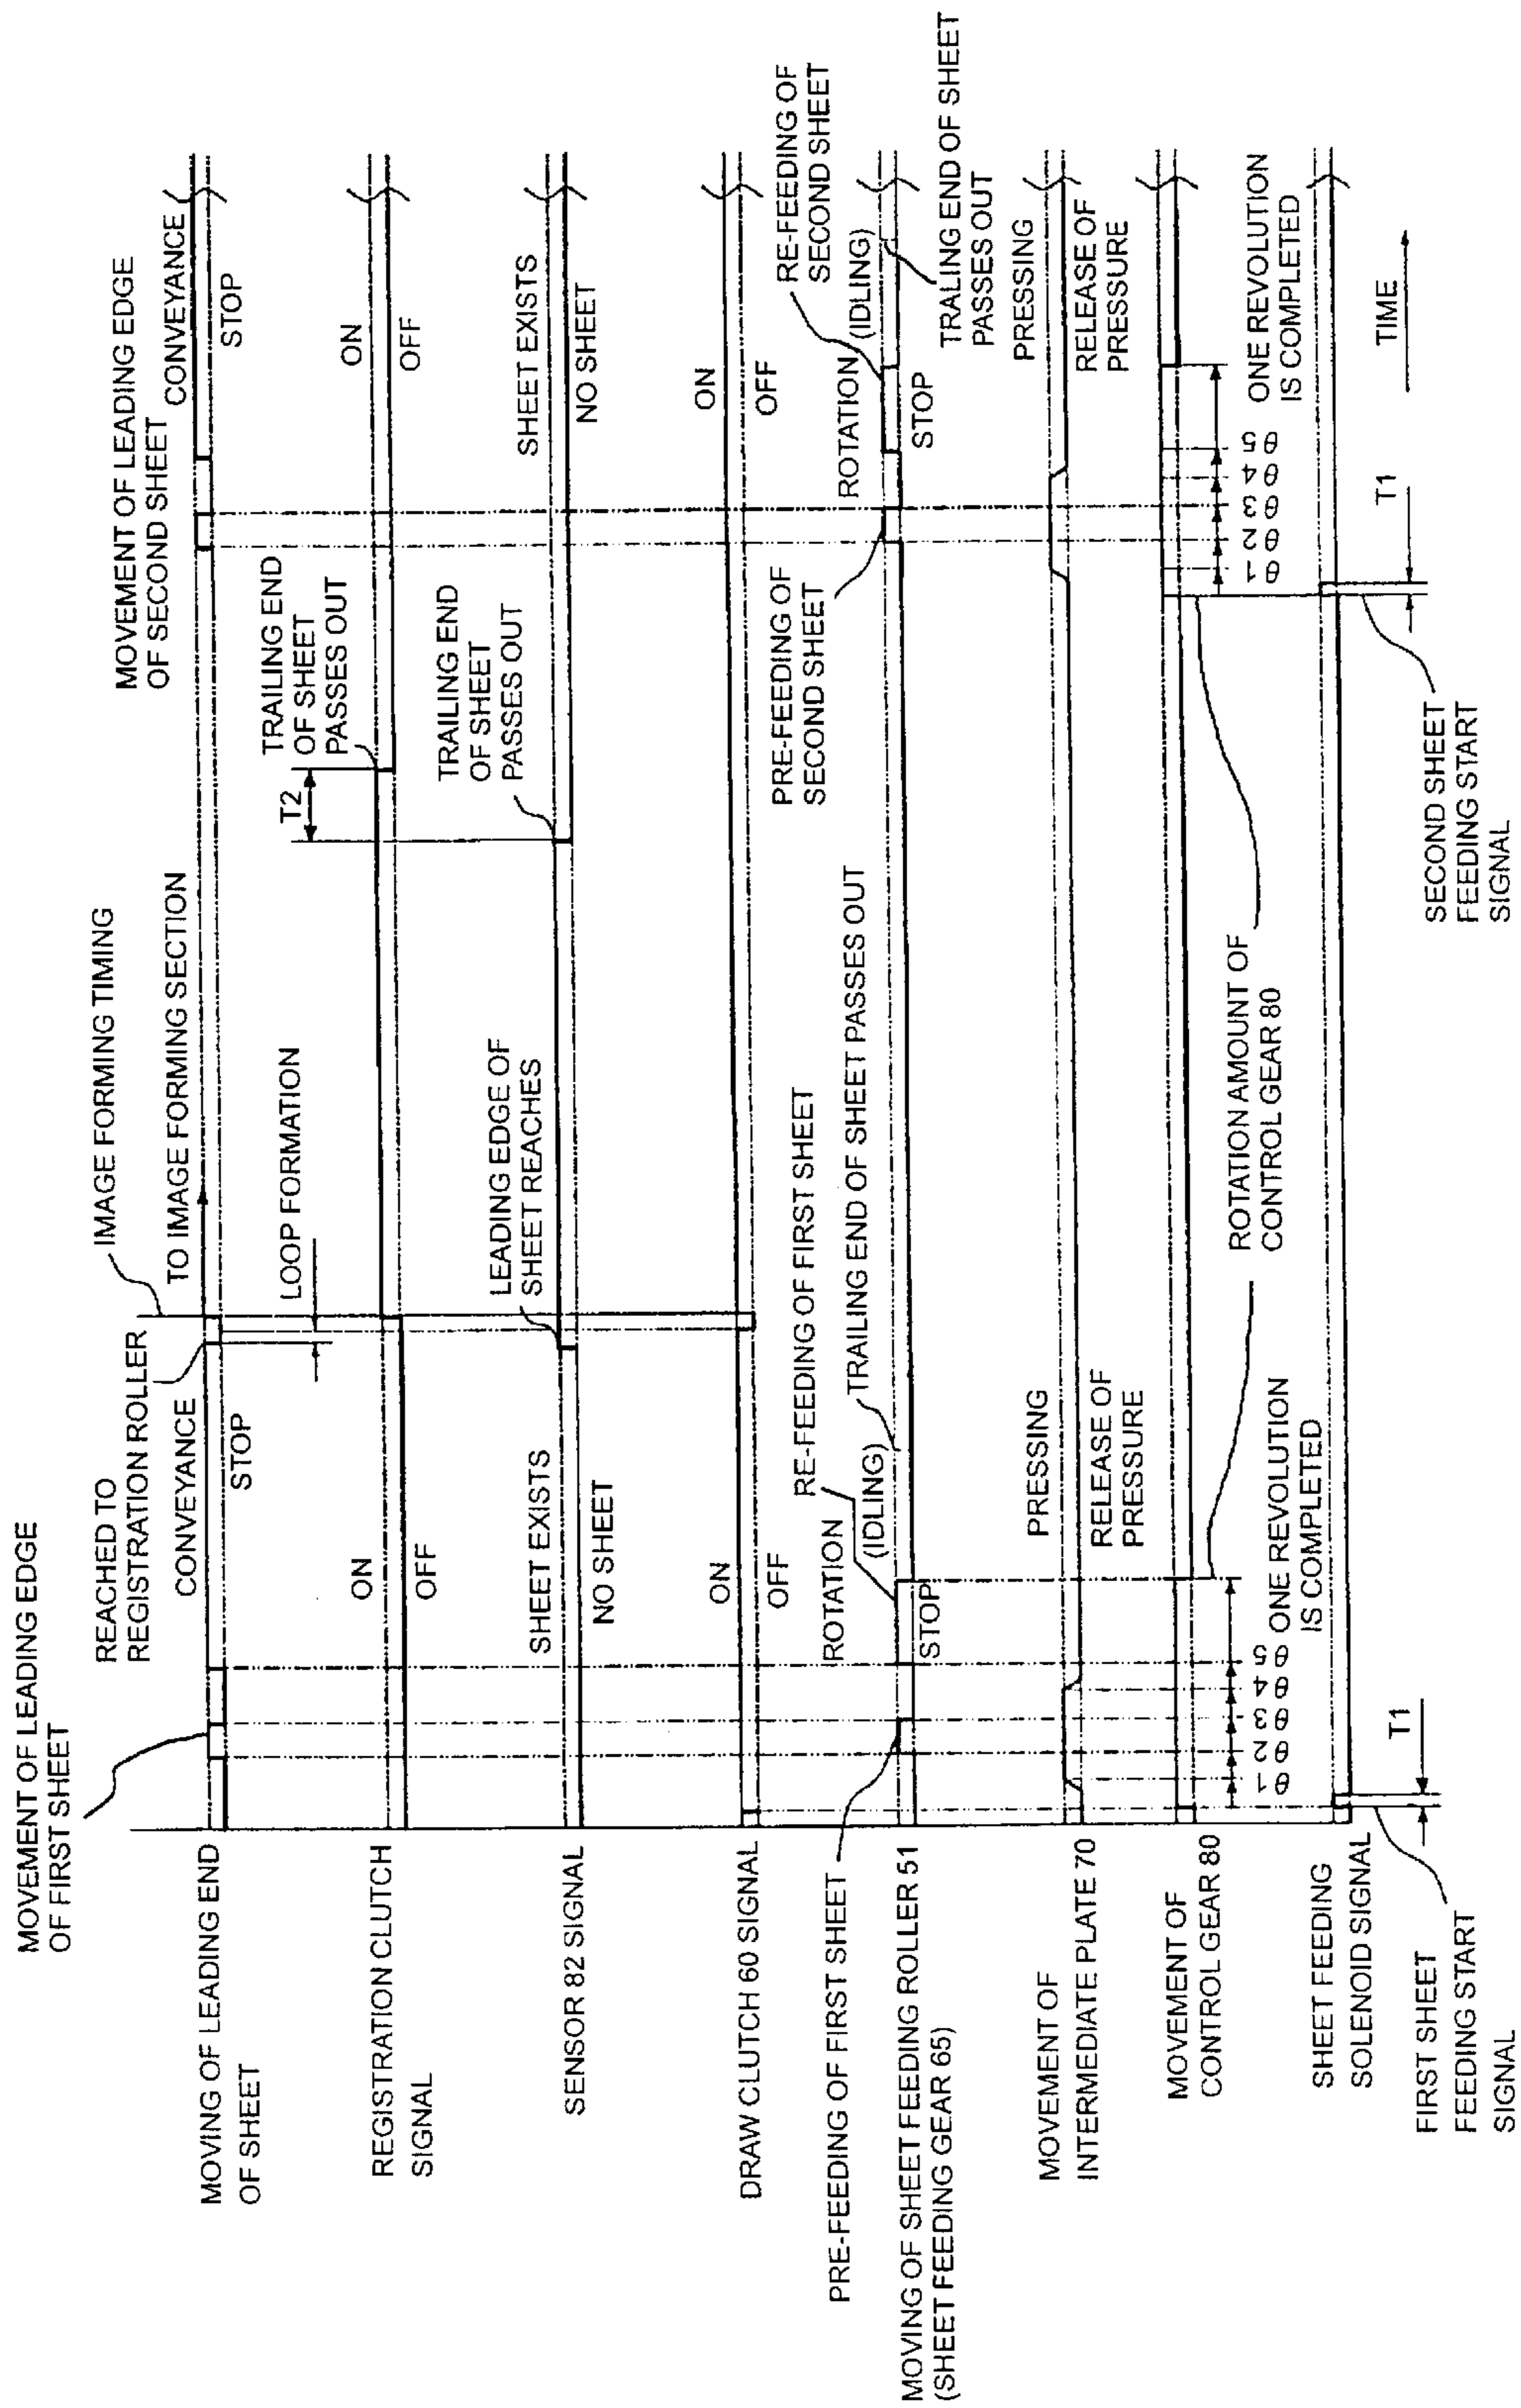 MOVEMENT OF LEADING EDGE
OF FIRST SHEET
REACHED TO
REGISTRATION ROLLER
IMAGE FORMING TIMING
MOVEMENT OF LEADING EDGE
OF SECOND SHEET
MOVING OF LEADING END
OF SHEET
CONVEYANCE
STOP
TO IMAGE FORMING SECTION
LOOP FORMATION
CONVEYANCE
STOP
REGISTRATION CLUTCH
SIGNAL
ON
OFF
T2
TRAILING END
OF SHEET
PASSES OUT
ON
OFF
SENSOR 82 SIGNAL
SHEET EXISTS
NO SHEET
LEADING EDGE OF
SHEET REACHES
TRAILING END
OF SHEET
PASSES OUT
SHEET EXISTS
NO SHEET
DRAW CLUTCH 60 SIGNAL
ON
OFF
ON
OFF
PRE-FEEDING OF FIRST SHEET
MOVING OF SHEET FEEDING ROLLER 51
(SHEET FEEDING GEAR 65)
ROTATION
STOP
(IDLING)
RE-FEEDING OF FIRST SHEET
TRAILING END OF SHEET PASSES OUT
PRE-FEEDING OF
SECOND SHEET
ROTATION
(IDLING)
STOP
RE-FEEDING OF
SECOND SHEET
TRALING END OF SHEET
PASSES OUT
MOVEMENT OF
INTERMEDIATE PLATE 70
PRESSING
RELEASE OF
PRESSURE
PRESSING
RELEASE OF
PRESSURE
MOVEMENT OF
CONTROL GEAR 80
θ1 θ2 θ3 θ4 θ5
ONE REVOLUTION
IS COMPLETED
ROTATION AMOUNT OF
CONTROL GEAR 80
θ1 θ2 θ3 θ4 θ5
ONE REVOLUTION
IS COMPLETED
SHEET FEEDING
SOLENOID SIGNAL
FIRST SHEET
FEEDING START
SIGNAL
T1
SECOND SHEET
FEEDING START
SIGNAL
T1
TIME